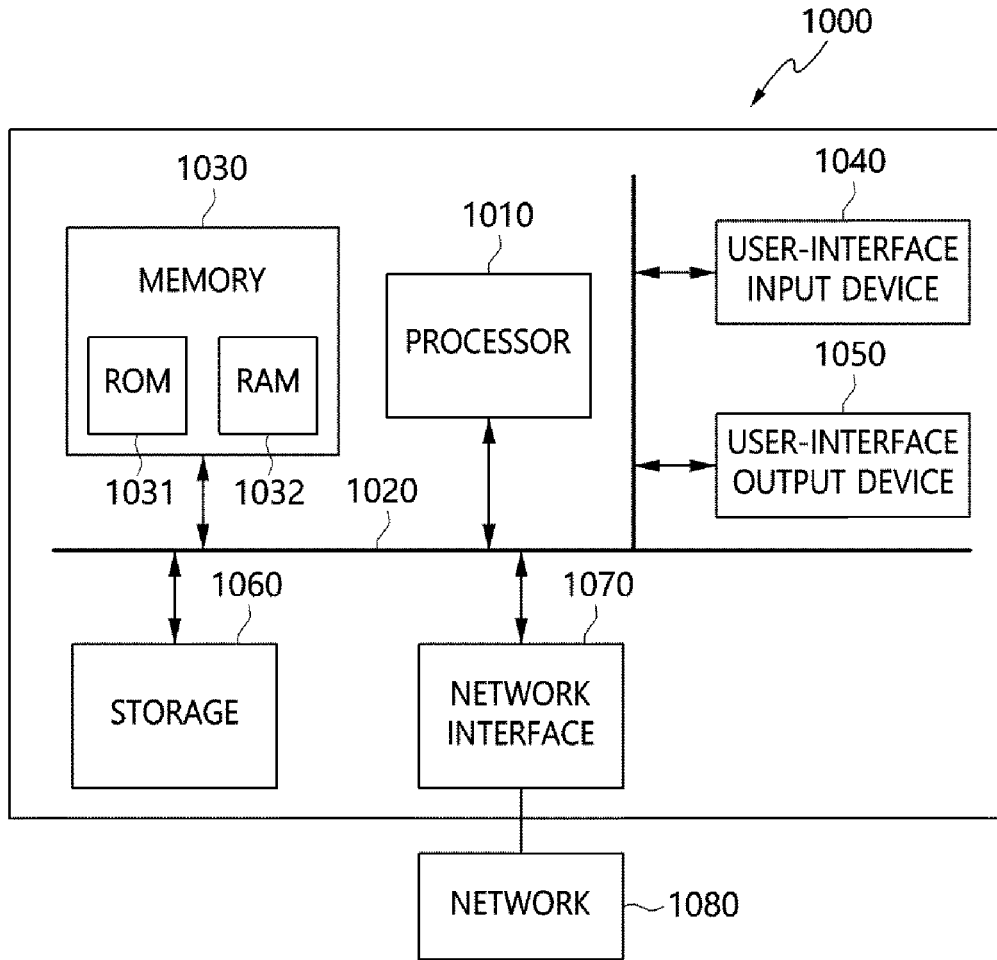 1000
1030
MEMORY
ROM
RAM
1031
1032
1010
PROCESSOR
1040
USER-INTERFACE
INPUT DEVICE
1050
USER-INTERFACE
OUTPUT DEVICE
1020
1060
STORAGE
1070
NETWORK
INTERFACE
NETWORK
1080